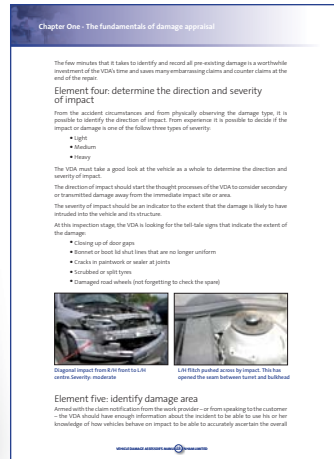 Chapter One - The fundamentals of damage appraisal
The few minutes that it takes to identify and record all pre-existing damage is a worthwhile
investment of the VDA's time and saves many embarrassing claims and counter claims at the
end of the repair.
Element four: determine the direction and severity
of impact
From the accident circumstances and from physically observing the damage type, it is
possible to identify the direction of impact. From experience it is possible to decide if the
impact or damage is one of the follow three types of severity:
• Light
• Medium
• Heavy
The VDA must take a good look at the vehicle as a whole to determine the direction and
severity of impact.
The direction of impact should start the thought processes of the VDA to consider secondary
or transmitted damage away from the immediate impact site or area.
The severity of impact should be an indicator to the extent that the damage is likely to have
intruded into the vehicle and its structure.
At this inspection stage, the VDA is looking for the tell-tale signs that indicate the extent of
the damage:
• Closing up of door gaps
• Bonnet or boot lid shut lines that are no longer uniform
• Cracks in paintwork or sealer at joints
• Scrubbed or split tyres
• Damaged road wheels (not forgetting to check the spare)
Diagonal impact from R/H front to L/H
centre. Severity: moderate
L/H flitch pushed across by impact. This has
opened the seam between turret and bulkhead
Element five: identify damage area
Armed with the claim notification from the work provider – or from speaking to the customer
– the VDA should have enough information about the incident to be able to use his or her
knowledge of how vehicles behave on impact to be able to accurately ascertain the overall